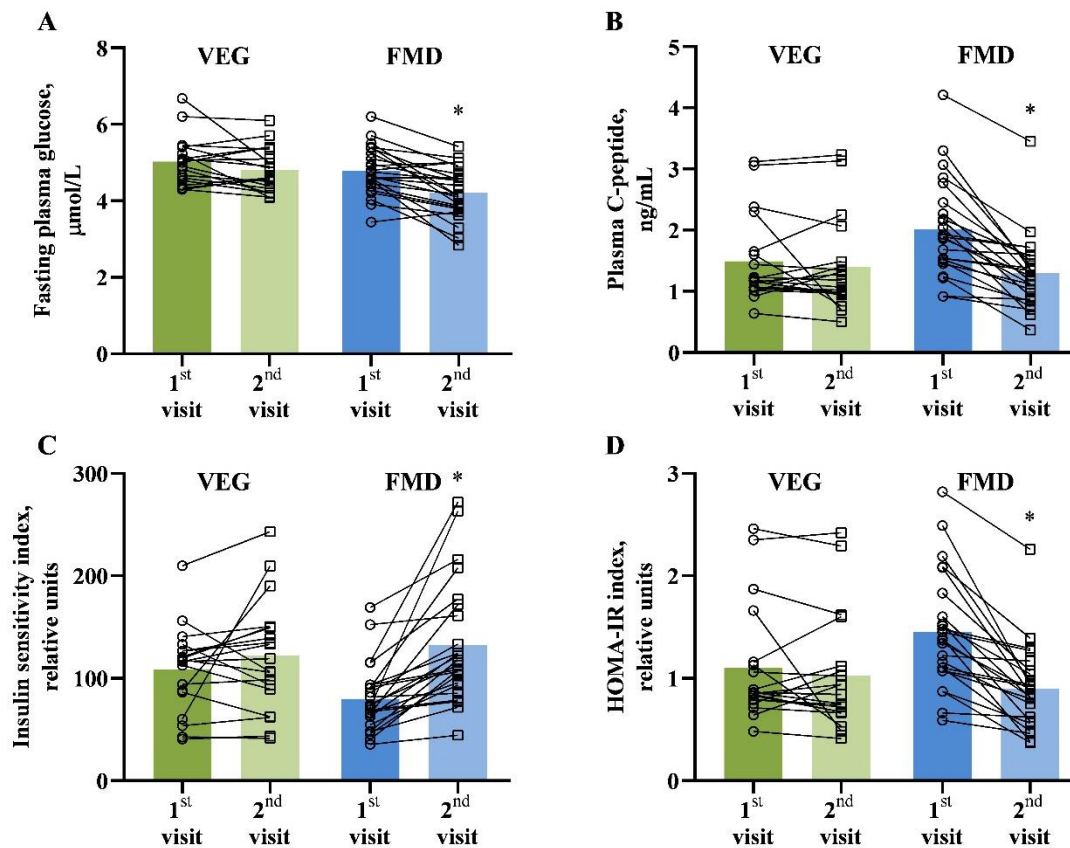 A
Fasting plasma glucose,
µmol/L
8
6
4
2
0
VEG
FMD
*
1st visit
2nd visit
1st visit
2nd visit
B
Plasma C-peptide,
ng/mL
5
4
3
2
1
0
VEG
FMD
*
1st visit
2nd visit
1st visit
2nd visit
C
Insulin sensitivity index,
relative units
300
200
100
0
VEG
FMD
*
1st visit
2nd visit
1st visit
2nd visit
D
HOMA-IR index,
relative units
3
2
1
0
VEG
FMD
*
1st visit
2nd visit
1st visit
2nd visit